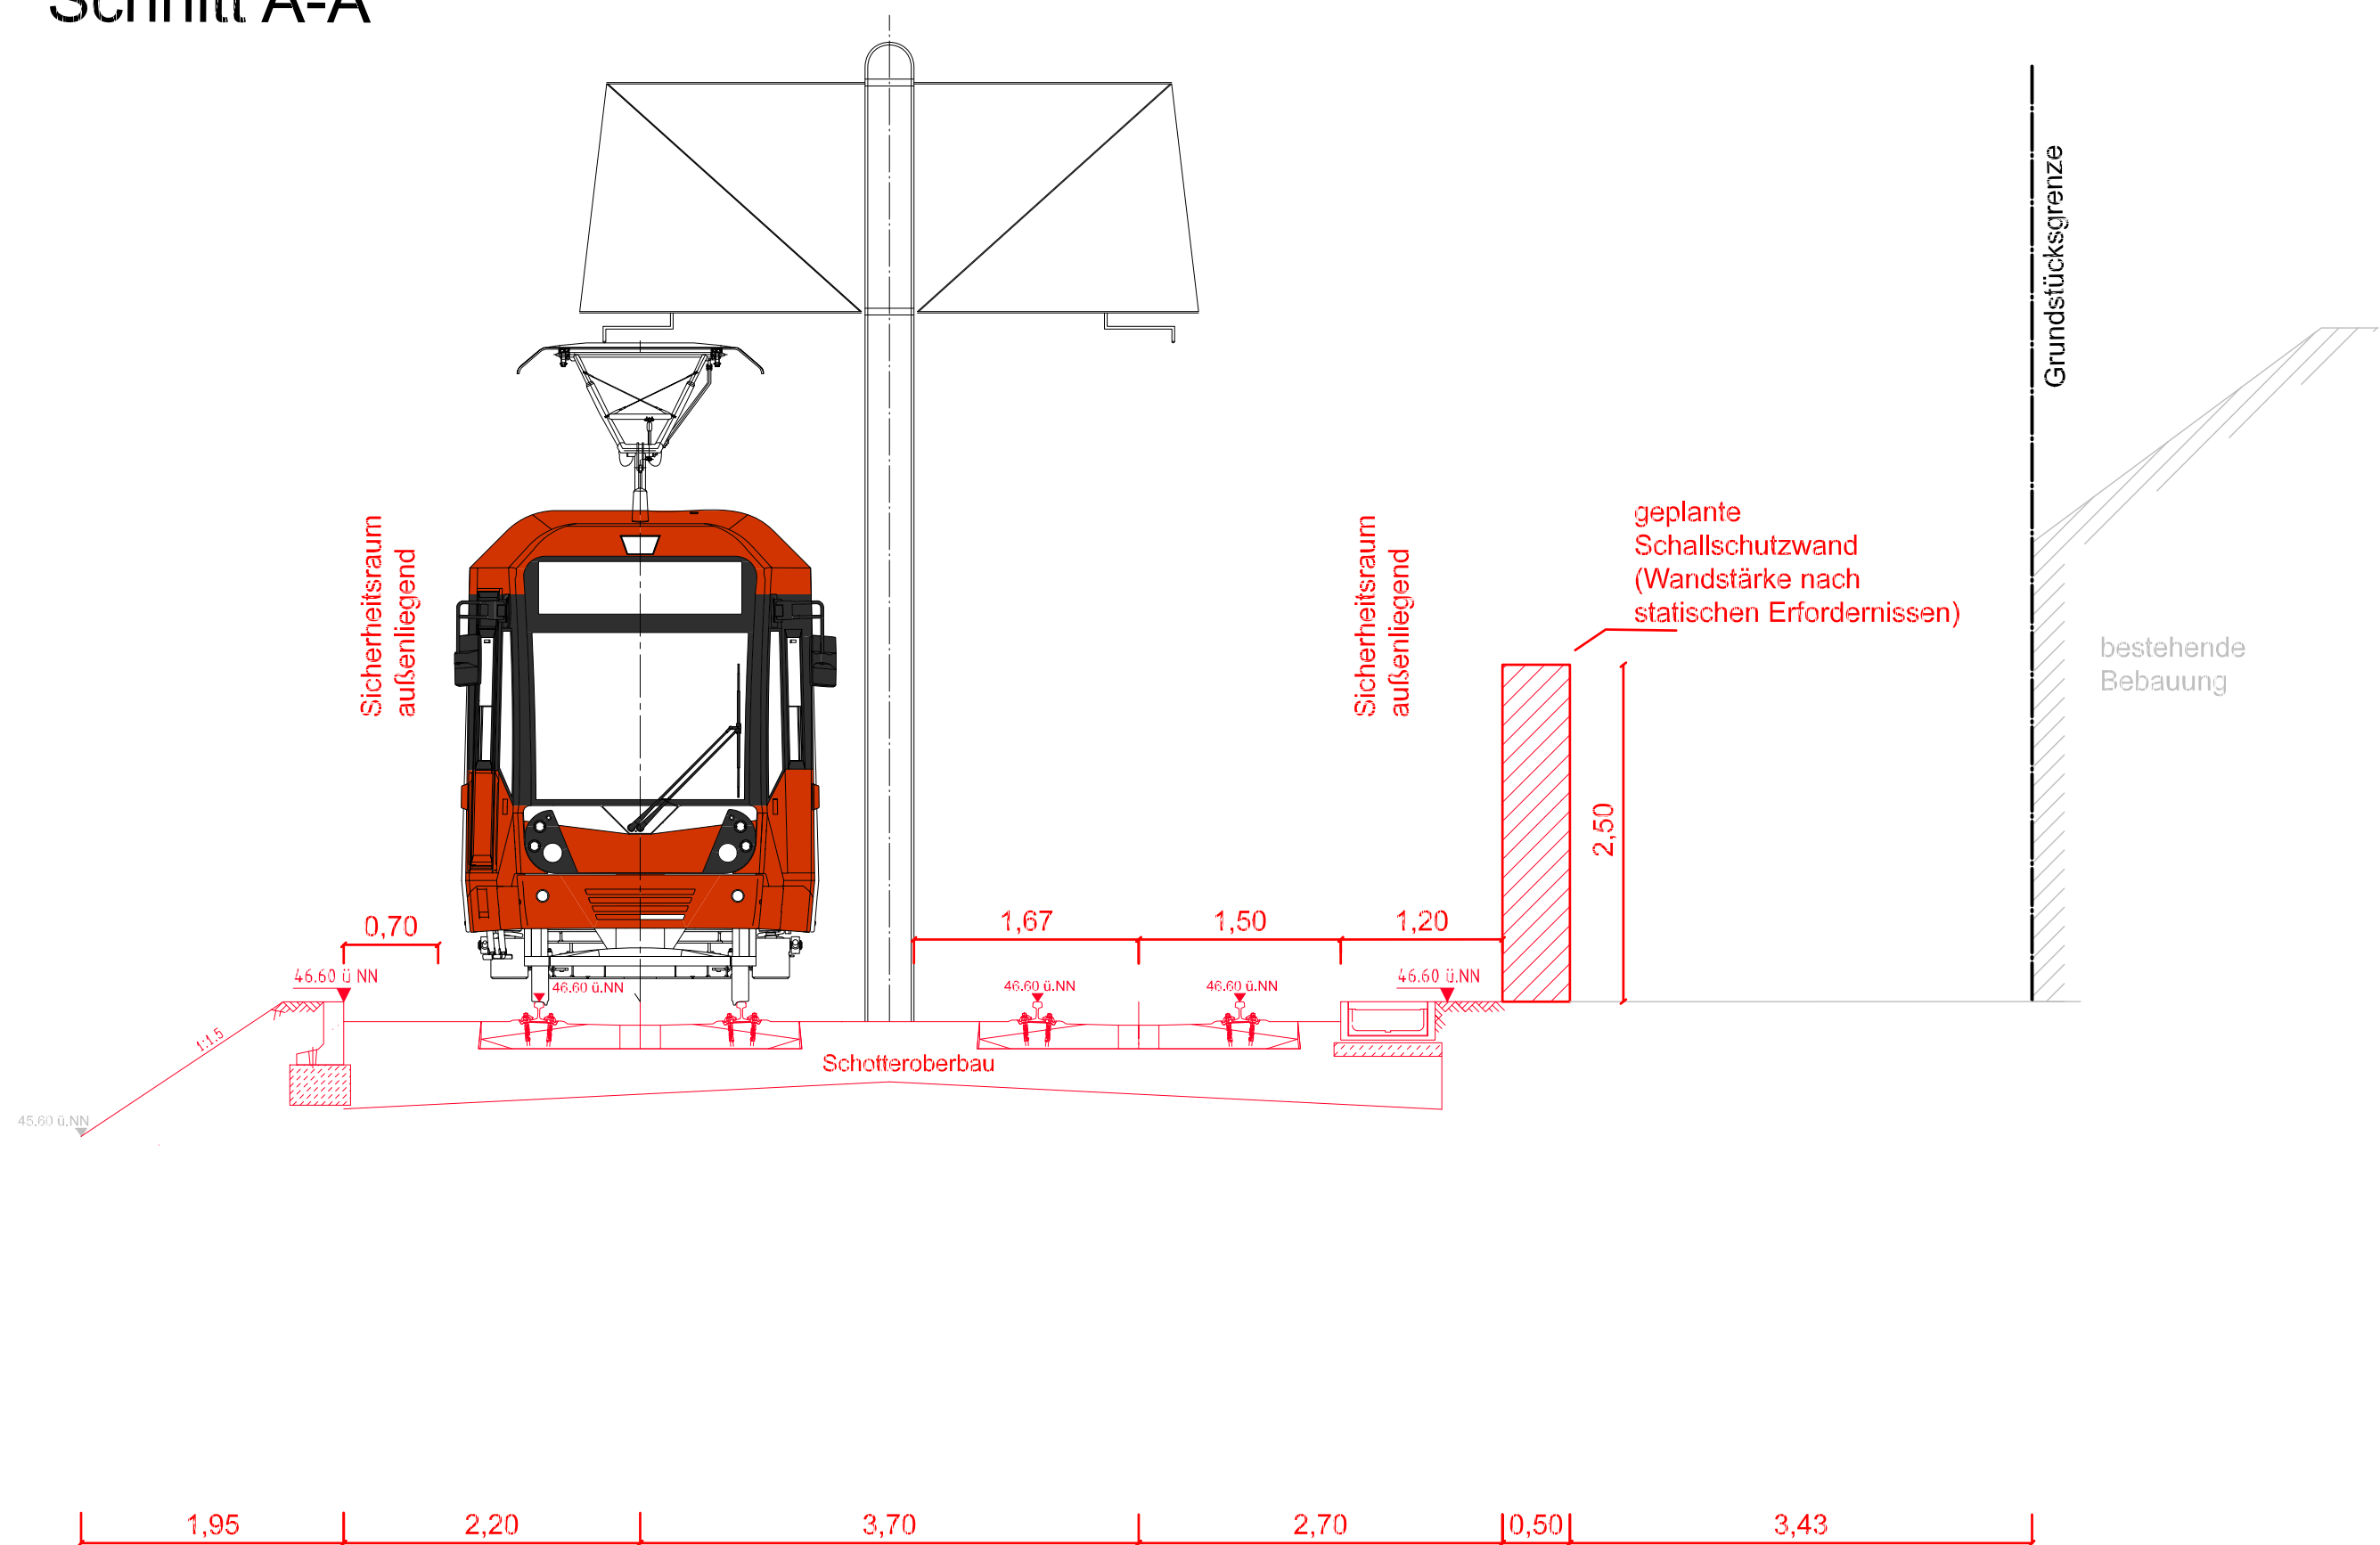 Schnitt A-A
Grundstücksgrenze
Sicherheitsraum
außenliegend
Sicherheitsraum
außenliegend
geplante
Schallschutzwand
(Wandstärke nach
statischen Erfordernissen)
bestehende
Bebauung
2,50
0,70
1,67
1,50
1,20
46.60 ü NN
46.60 ü.NN
46.60 ü.NN
46.60 ü.NN
46.60 ü.NN
1:1.5
Schotteroberbau
45.60 ü.NN
1,95
2,20
3,70
2,70
0,50
3,43